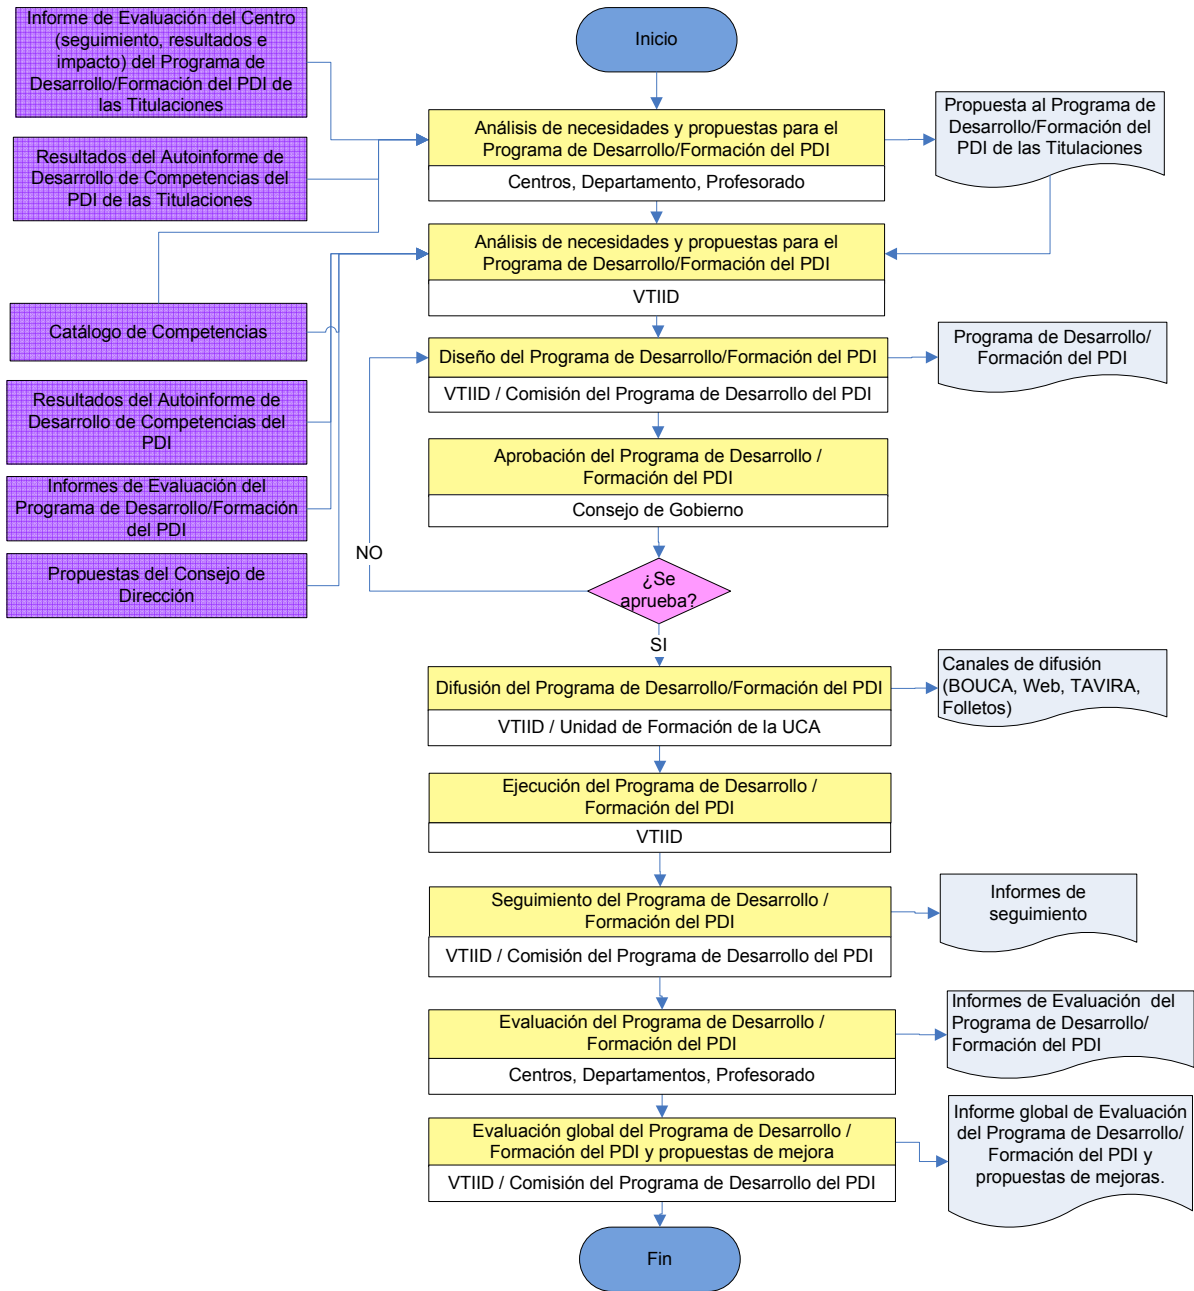 Informe de Evaluación del Centro
(seguimiento, resultados e
impacto) del Programa de
Desarrollo/Formación del PDI de
las Titulaciones
Inicio
Análisis de necesidades y propuestas para el
Programa de Desarrollo/Formación del PDI
Centros, Departamento, Profesorado
Propuesta al Programa de
Desarrollo/Formación del
PDI de las Titulaciones
Resultados del Autoinforme de
Desarrollo de Competencias del
PDI de las Titulaciones
Análisis de necesidades y propuestas para el
Programa de Desarrollo/Formación del PDI
VTIID
Catálogo de Competencias
Diseño del Programa de Desarrollo/Formación del PDI
VTIID / Comisión del Programa de Desarrollo del PDI
Programa de Desarrollo/
Formación del PDI
Resultados del Autoinforme de
Desarrollo de Competencias del
PDI
Aprobación del Programa de Desarrollo /
Formación del PDI
Consejo de Gobierno
Informes de Evaluación del
Programa de Desarrollo/Formación
del PDI
NO
Propuestas del Consejo de
Dirección
¿Se
aprueba?
SI
Difusión del Programa de Desarrollo/Formación del PDI
VTIID / Unidad de Formación de la UCA
Canales de difusión
(BOUCA, Web, TAVIRA,
Folletos)
Ejecución del Programa de Desarrollo /
Formación del PDI
VTIID
Seguimiento del Programa de Desarrollo /
Formación del PDI
VTIID / Comisión del Programa de Desarrollo del PDI
Informes de
seguimiento
Evaluación del Programa de Desarrollo /
Formación del PDI
Centros, Departamentos, Profesorado
Informes de Evaluación del
Programa de Desarrollo/
Formación del PDI
Evaluación global del Programa de Desarrollo /
Formación del PDI y propuestas de mejora
VTIID / Comisión del Programa de Desarrollo del PDI
Informe global de Evaluación
del Programa de Desarrollo/
Formación del PDI y
propuestas de mejoras.
Fin